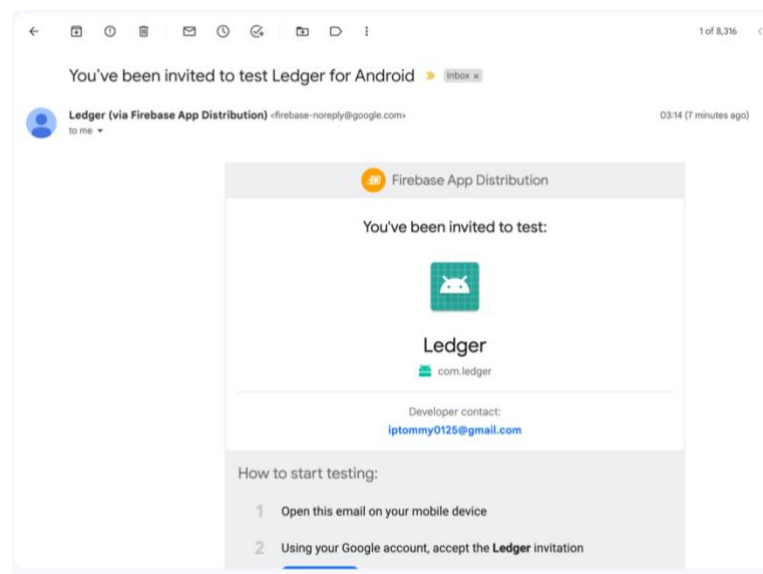 1 of 8,316
You've been invited to test Ledger for Android Inbox x
Ledger (via Firebase App Distribution) <firebase-noreply@google.com>
03:14 (7 minutes ago)
to me
Firebase App Distribution
You've been invited to test:
Ledger
com.ledger
Developer contact:
iptommy0125@gmail.com
How to start testing:
1 Open this email on your mobile device
2 Using your Google account, accept the Ledger invitation